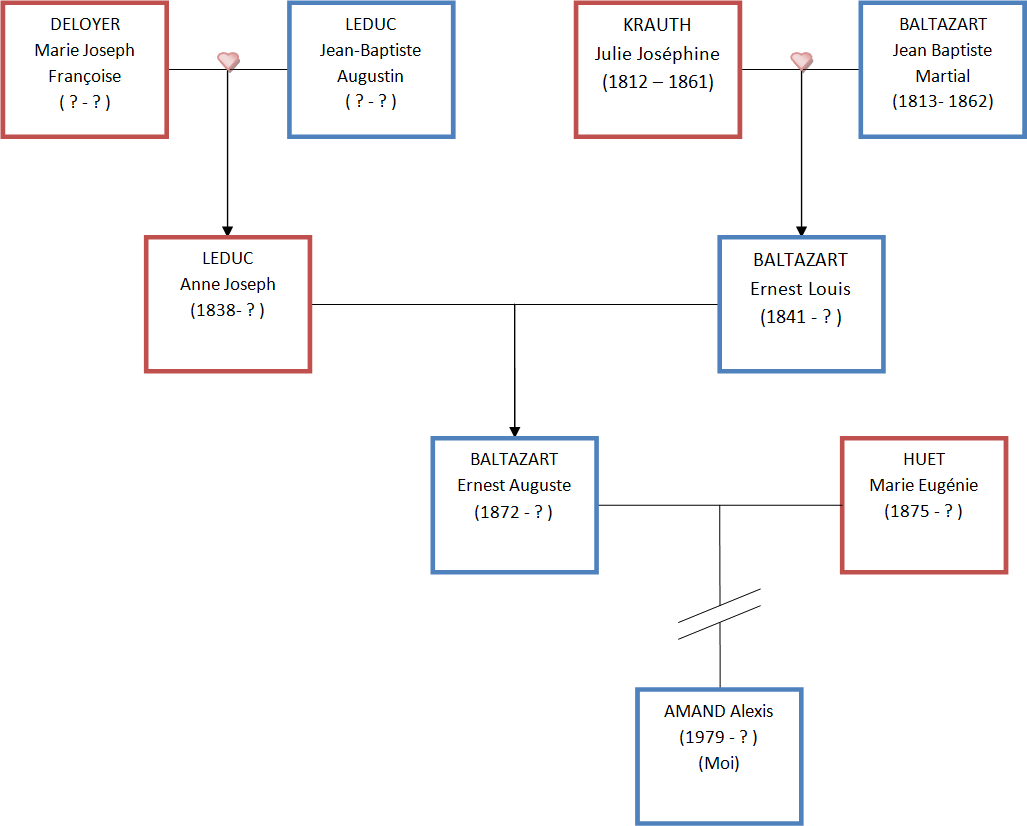 DELOYER
Marie Joseph
Françoise
( ? - ? )
LEDUC
Jean-Baptiste
Augustin
( ? - ? )
KRAUTH
Julie Joséphine
(1812 – 1861)
BALTAZART
Jean Baptiste
Martial
(1813- 1862)
LEDUC
Anne Joseph
(1838- ? )
BALTAZART
Ernest Louis
(1841 - ? )
BALTAZART
Ernest Auguste
(1872 - ? )
HUET
Marie Eugénie
(1875 - ? )
AMAND Alexis
(1979 - ? )
(Moi)